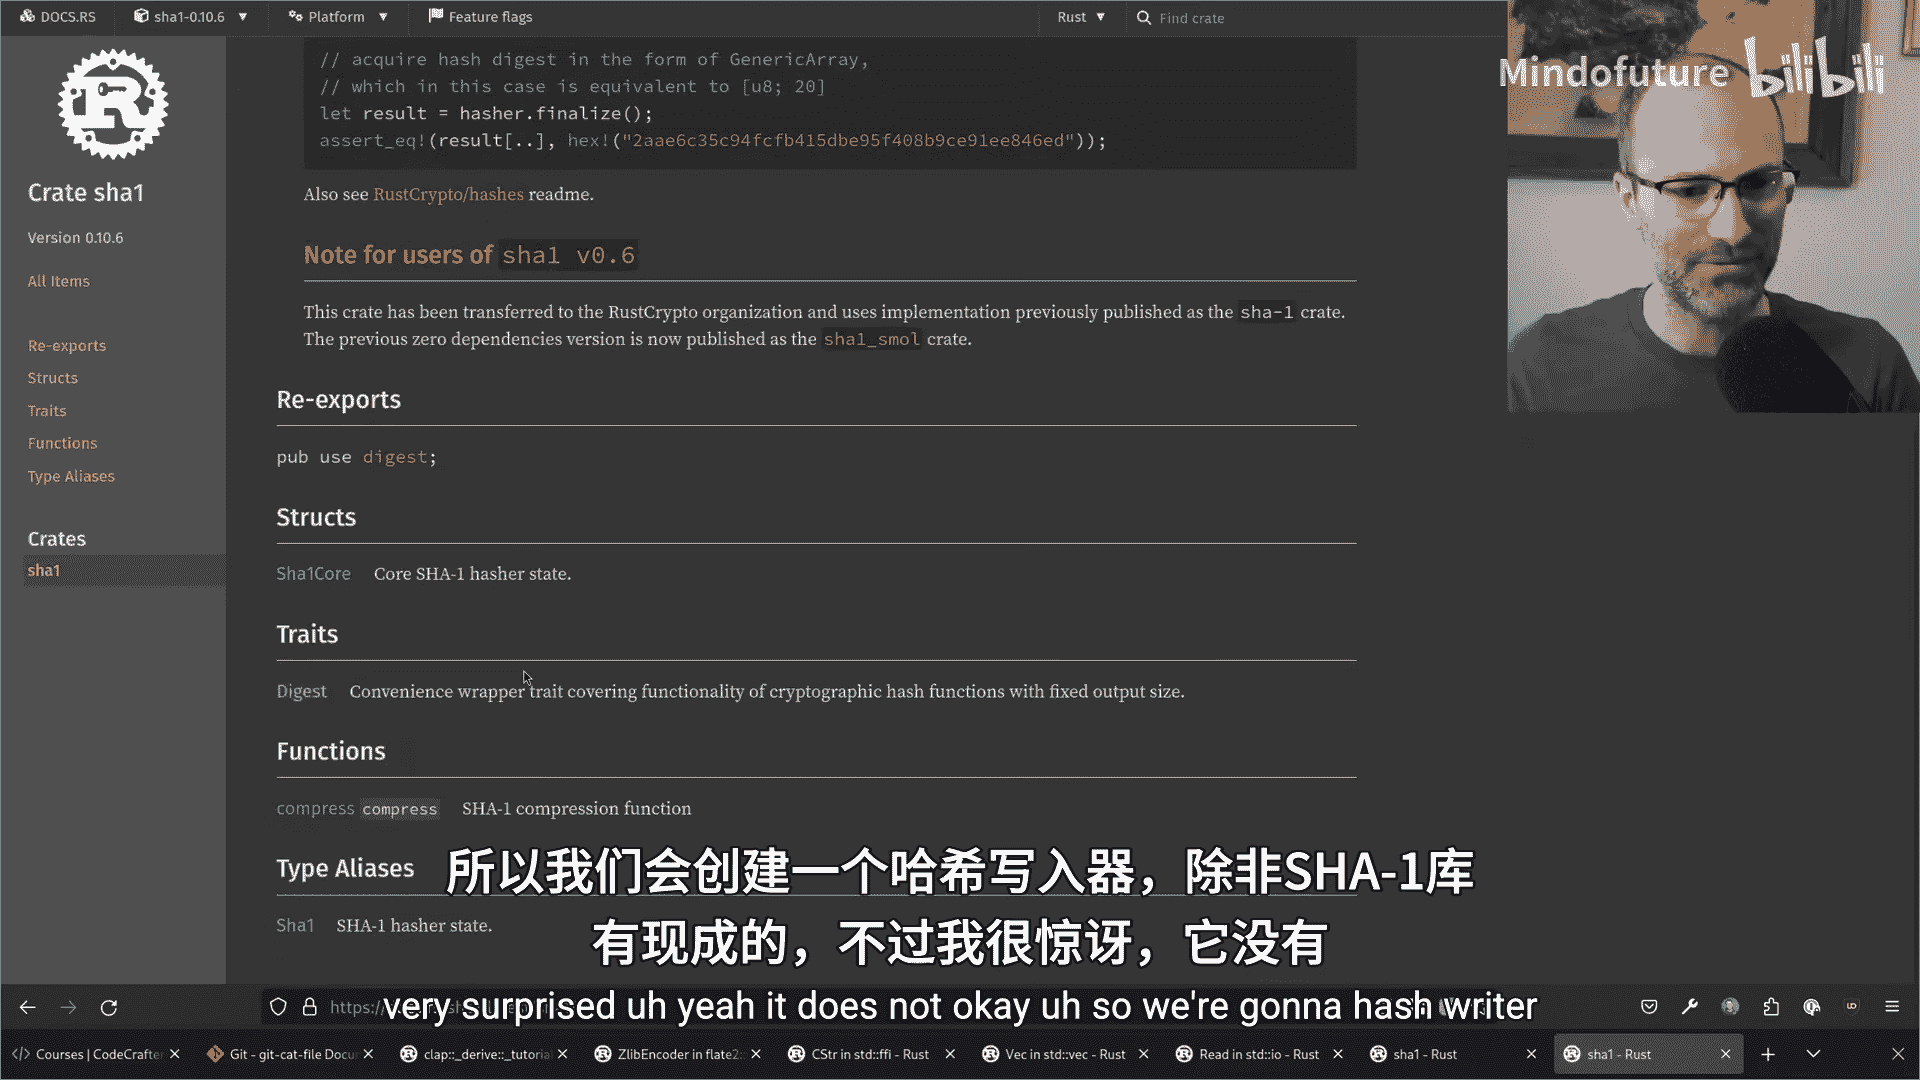 DOCS.RS
sha1-0.10.6
Platform
Feature flags
Rust
Find crate
Mindofuture bilibili
Crate sha1
Version 0.10.6
All Items
Re-exports
Structs
Traits
Functions
Type Aliases
Crates
sha1
// acquire hash digest in the form of GenericArray,
// which in this case is equivalent to [u8; 20]
let result = hasher.finalize();
assert_eq!(result[..], hex!("2aae6c35c94fcfb415dbe95f408b9ce91ee846ed"));
Also see RustCrypto/hashes readme.
Note for users of sha1 v0.6
This crate has been transferred to the RustCrypto organization and uses implementation previously published as the sha-1 crate.
The previous zero dependencies version is now published as the sha1_smol crate.
Re-exports
pub use digest;
Structs
Sha1Core Core SHA-1 hasher state.
Traits
Digest Convenience wrapper trait covering functionality of cryptographic hash functions with fixed output size.
Functions
compress compress SHA-1 compression function
Type Aliases
Sha1 SHA-1 hasher state.
所以我们会创建一个哈希写入器，除非SHA-1库
有现成的，不过我很惊讶，它没有
very surprised uh yeah it does not okay uh so we're gonna hash writer
Courses | CodeCrafte
Git - git-cat-file Docu
clap::_derive::_tutoria
ZlibEncoder in flate2:
CStr in std::ffi - Rust
Vec in std::vec - Rust
Read in std::io - Rust
sha1 - Rust
sha1 - Rust